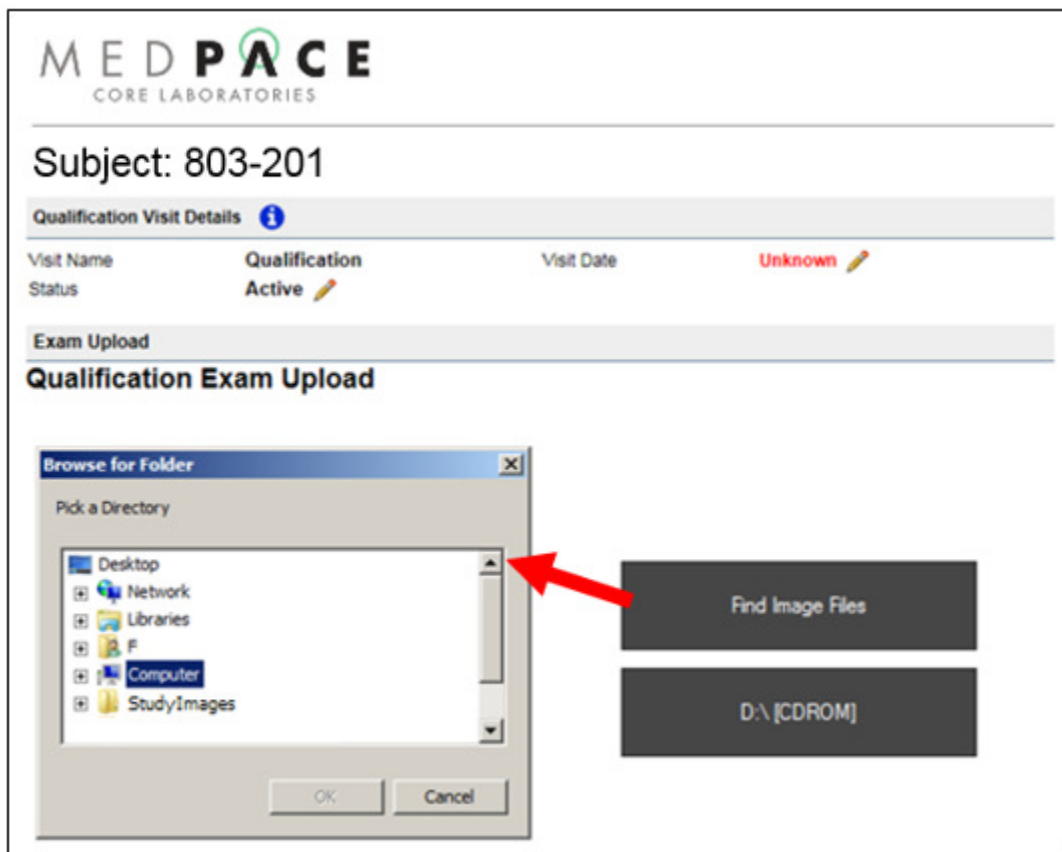 MEDPACE
CORE LABORATORIES
Subject: 803-201
Qualification Visit Details
Visit Name Qualification Visit Date Unknown
Status Active
Exam Upload
Qualification Exam Upload
Browse for Folder
Pick a Directory
Desktop
Network
Libraries
F
Computer
StudyImages
OK Cancel
Find Image Files
D:\ [CDROM]